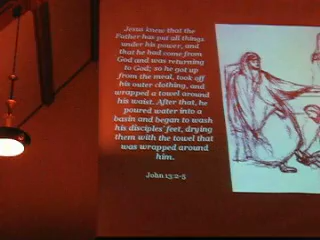 Jesus knew that the
Father has put all things
under his power, and
that he had come from
God and was returning
to God; so he got up
from the meal, took off
his outer clothing, and
wrapped a towel around
his waist. After that, he
poured water into a
basin and began to wash
his disciples' feet, drying
them with the towel that
was wrapped around
him.
John 13:2-5